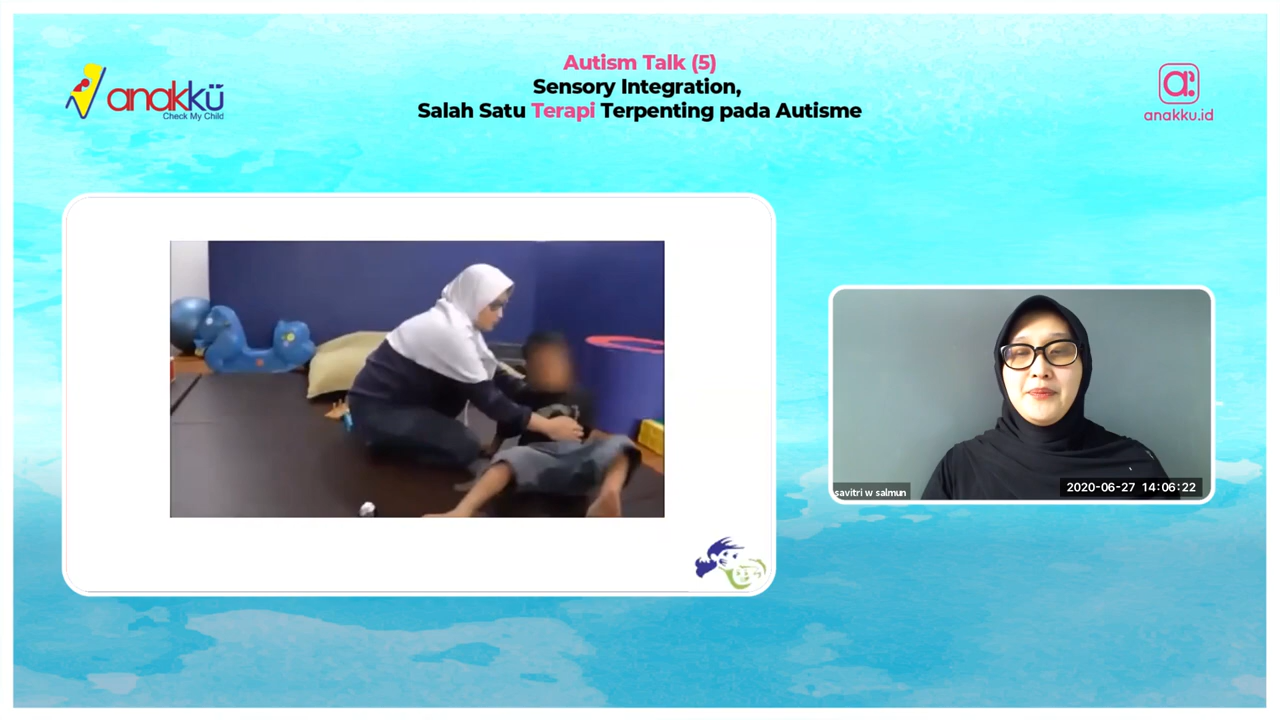 anakkü
Check My Child
Autism Talk (5)
Sensory Integration,
Salah Satu Terapi Terpenting pada Autisme
anakku.id
savitri w salmun
2020-06-27 14:06:22